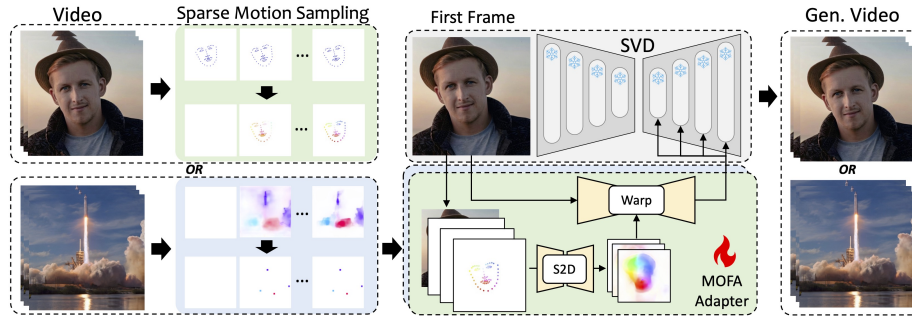 Video
Sparse Motion Sampling
First Frame
Gen. Video
SVD
...
...
OR
OR
Warp
...
...
S2D
MOFA
Adapter